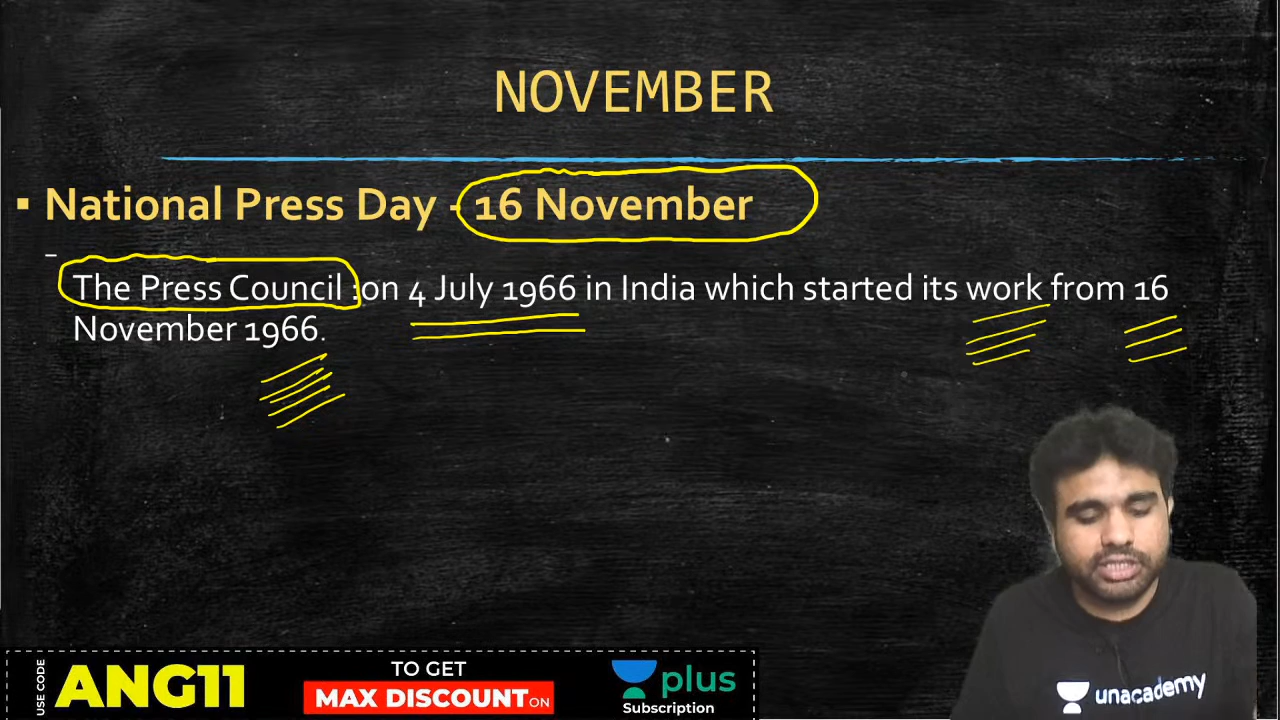 NOVEMBER
▪ National Press Day - 16 November
– The Press Council :on 4 July 1966 in India which started its work from 16
November 1966.
USE CODE
ANG11
TO GET
MAX DISCOUNT ON
plus
Subscription
unacademy